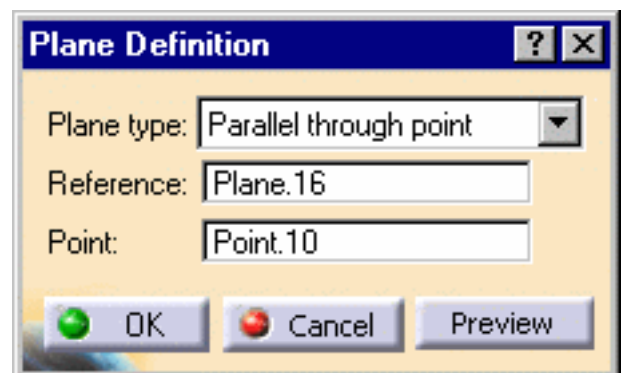 Plane Definition ? X
Plane type: Parallel through point
Reference: Plane.16
Point: Point.10
OK Cancel Preview